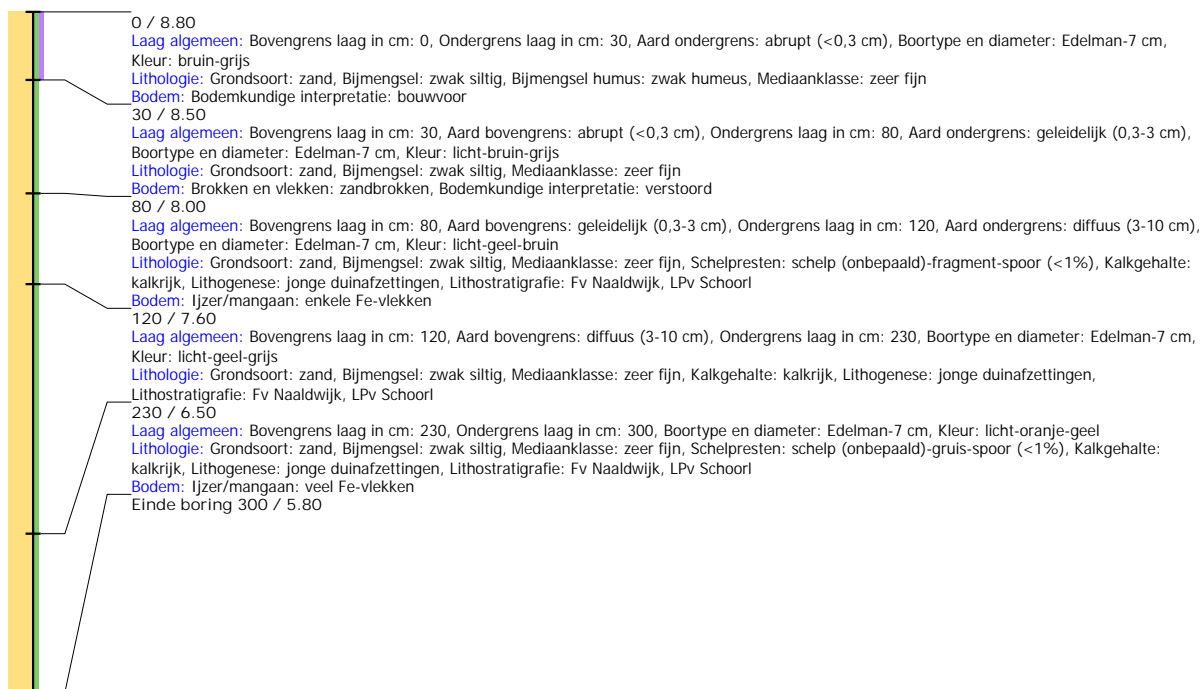 0 / 8.80
Laag algemeen: Bovengrens laag in cm: 0, Ondergrens laag in cm: 30, Aard ondergrens: abrupt (<0,3 cm), Boortype en diameter: Edelman-7 cm,
Kleur: bruin-grijs
Lithologie: Grondsoort: zand, Bijmengsel: zwak siltig, Bijmengsel humus: zwak humeus, Mediaanklasse: zeer fijn
Bodem: Bodemkundige interpretatie: bouwvoor
30 / 8.50
Laag algemeen: Bovengrens laag in cm: 30, Aard bovengrens: abrupt (<0,3 cm), Ondergrens laag in cm: 80, Aard ondergrens: geleidelijk (0,3-3 cm),
Boortype en diameter: Edelman-7 cm, Kleur: licht-bruin-grijs
Lithologie: Grondsoort: zand, Bijmengsel: zwak siltig, Mediaanklasse: zeer fijn
Bodem: Brokken en vlekken: zandbrokken, Bodemkundige interpretatie: verstoord
80 / 8.00
Laag algemeen: Bovengrens laag in cm: 80, Aard bovengrens: geleidelijk (0,3-3 cm), Ondergrens laag in cm: 120, Aard ondergrens: diffuus (3-10 cm),
Boortype en diameter: Edelman-7 cm, Kleur: licht-geel-bruin
Lithologie: Grondsoort: zand, Bijmengsel: zwak siltig, Mediaanklasse: zeer fijn, Schelpresten: schelp (onbepaald)-fragment-spoor (<1%), Kalkgehalte:
kalkrijk, Lithogenese: jonge duinafzettingen, Lithostratigrafie: Fv Naaldwijk, LPv Schoorl
Bodem: Ijzer/mangaan: enkele Fe-vlekken
120 / 7.60
Laag algemeen: Bovengrens laag in cm: 120, Aard bovengrens: diffuus (3-10 cm), Ondergrens laag in cm: 230, Boortype en diameter: Edelman-7 cm,
Kleur: licht-geel-grijs
Lithologie: Grondsoort: zand, Bijmengsel: zwak siltig, Mediaanklasse: zeer fijn, Kalkgehalte: kalkrijk, Lithogenese: jonge duinafzettingen,
Lithostratigrafie: Fv Naaldwijk, LPv Schoorl
230 / 6.50
Laag algemeen: Bovengrens laag in cm: 230, Ondergrens laag in cm: 300, Boortype en diameter: Edelman-7 cm, Kleur: licht-oranje-geel
Lithologie: Grondsoort: zand, Bijmengsel: zwak siltig, Mediaanklasse: zeer fijn, Schelpresten: schelp (onbepaald)-gruis-spoor (<1%), Kalkgehalte:
kalkrijk, Lithogenese: jonge duinafzettingen, Lithostratigrafie: Fv Naaldwijk, LPv Schoorl
Bodem: Ijzer/mangaan: veel Fe-vlekken
Einde boring 300 / 5.80